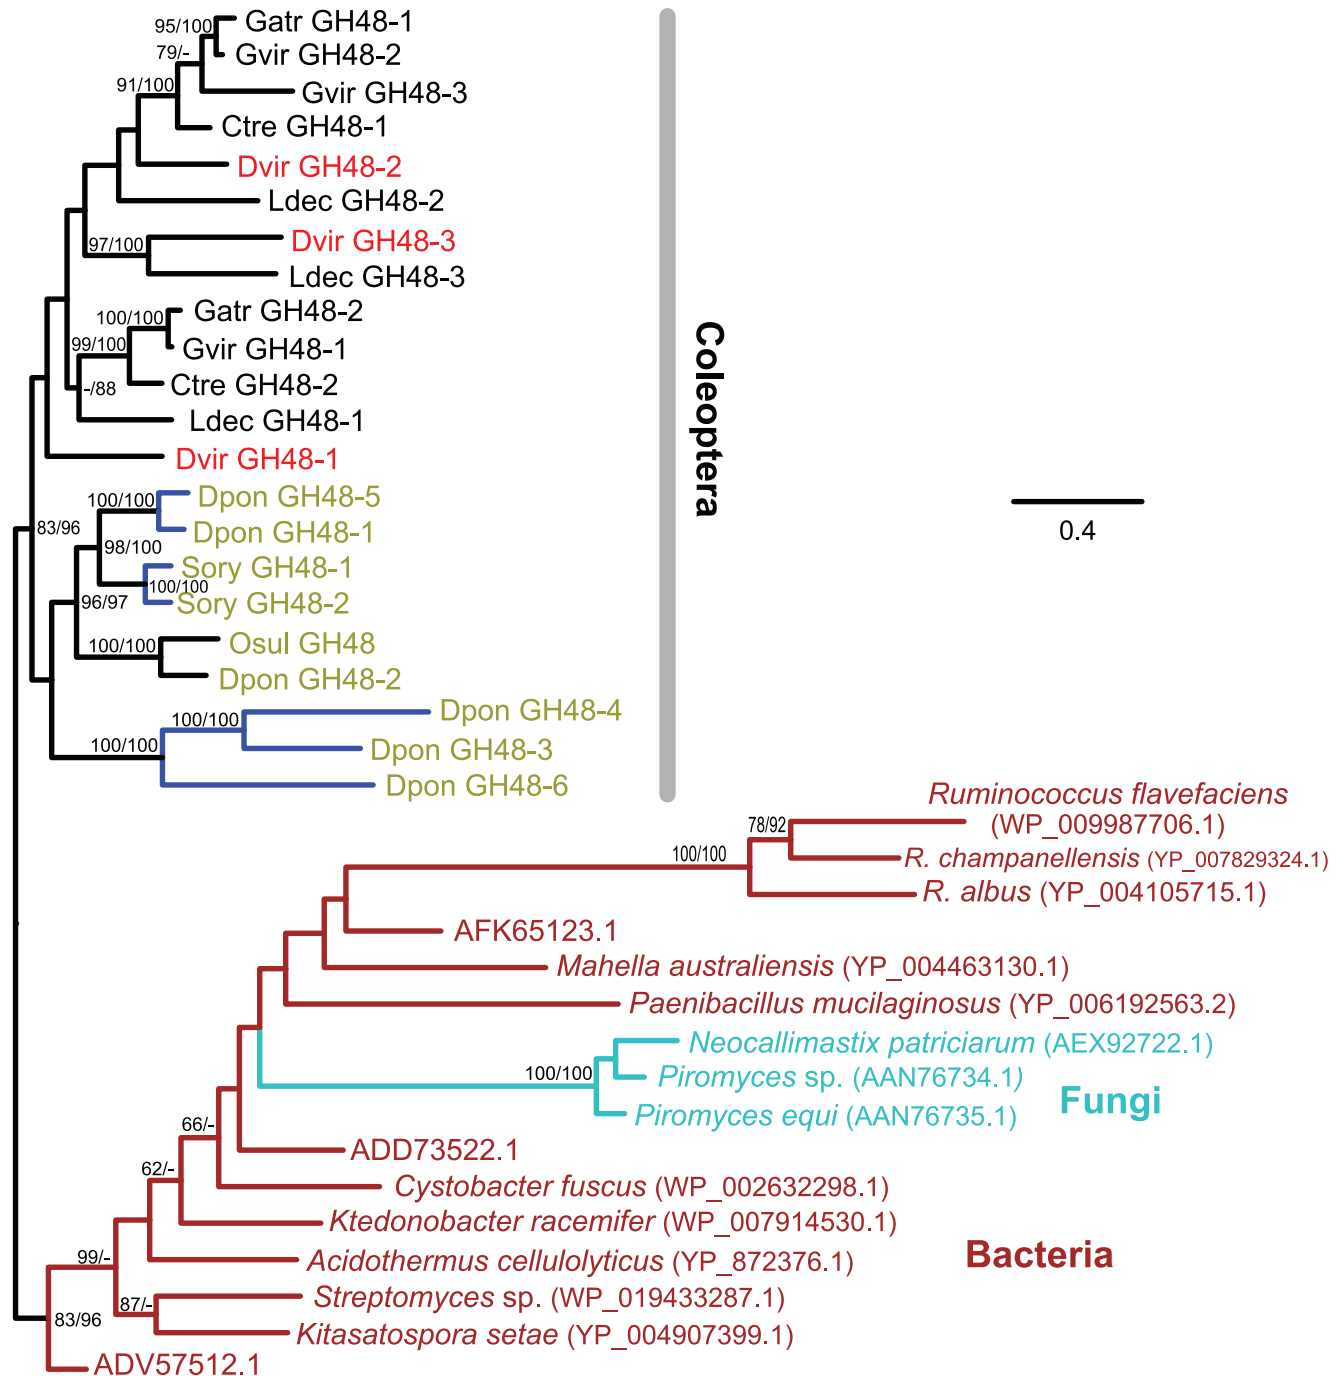 95/100
Gatr GH48-1
79/-
Gvir GH48-2
91/100
Gvir GH48-3
Ctre GH48-1
Dvir GH48-2
Ldec GH48-2
97/100
Dvir GH48-3
Ldec GH48-3
Gatr GH48-2
100/100
Gvir GH48-1
99/100
Ctre GH48-2
-/88
Ldec GH48-1
Dvir GH48-1
Coleoptera
100/100
Dpon GH48-5
83/96
Dpon GH48-1
98/100
Sory GH48-1
100/100
96/97
Sory GH48-2
100/100
Osul GH48
Dpon GH48-2
100/100
Dpon GH48-4
100/100
Dpon GH48-3
Dpon GH48-6
0.4
Ruminococcus flavefaciens
78/92
(WP_009987706.1)
100/100
R. champanellensis (YP_007829324.1)
R. albus (YP_004105715.1)
AFK65123.1
Mahella australiensis (YP_004463130.1)
Paenibacillus mucilaginosus (YP_006192563.2)
Neocallimastix patriciarum (AEX92722.1)
100/100
Piromyces sp. (AAN76734.1)
Piromyces equi (AAN76735.1)
Fungi
66/-
ADD73522.1
62/-
Cystobacter fuscus (WP_002632298.1)
Ktedonobacter racemifer (WP_007914530.1)
99/-
Acidothermus cellulolyticus (YP_872376.1)
Bacteria
87/-
Streptomyces sp. (WP_019433287.1)
83/96
Kitasatospora setae (YP_004907399.1)
ADV57512.1